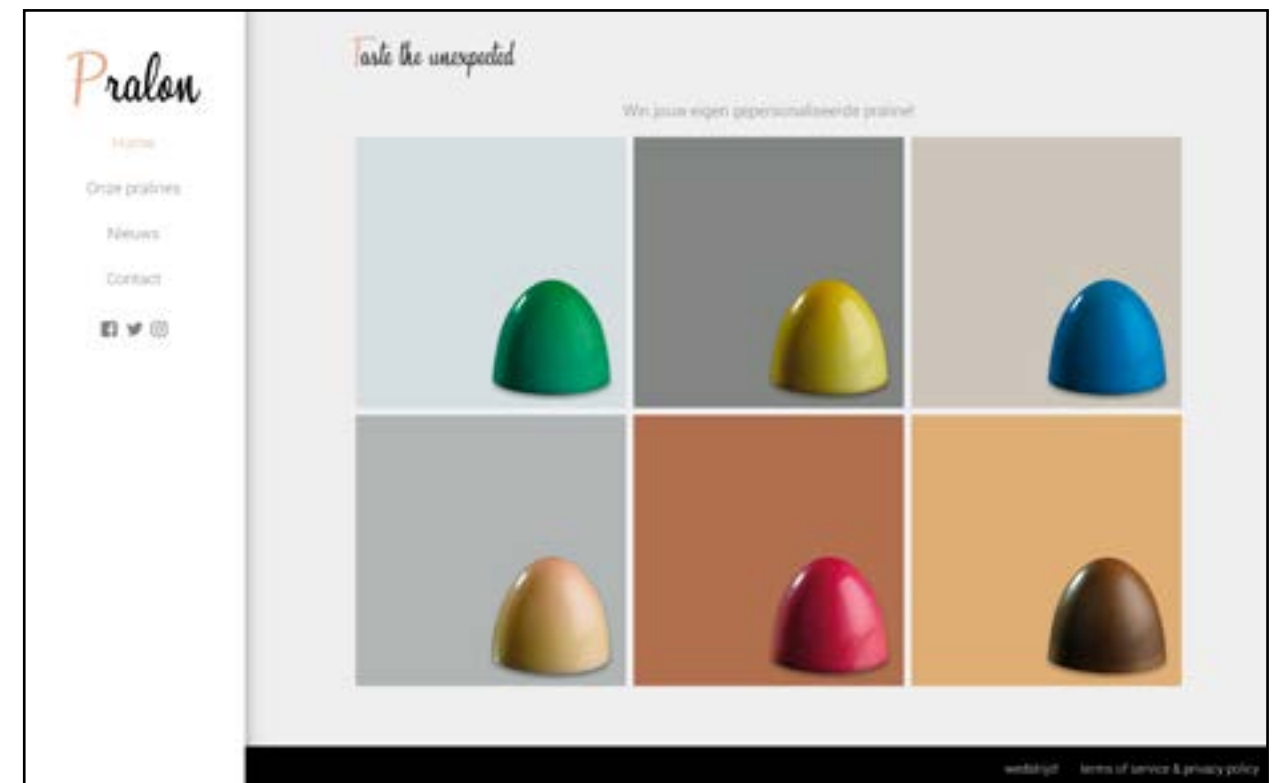 Pralon
Home
Onze pralines
Nieuws
Contact
Taste the unexpected
Win jouw eigen gepersonaliseerde praline!
wedstrijd terms of service & privacy policy